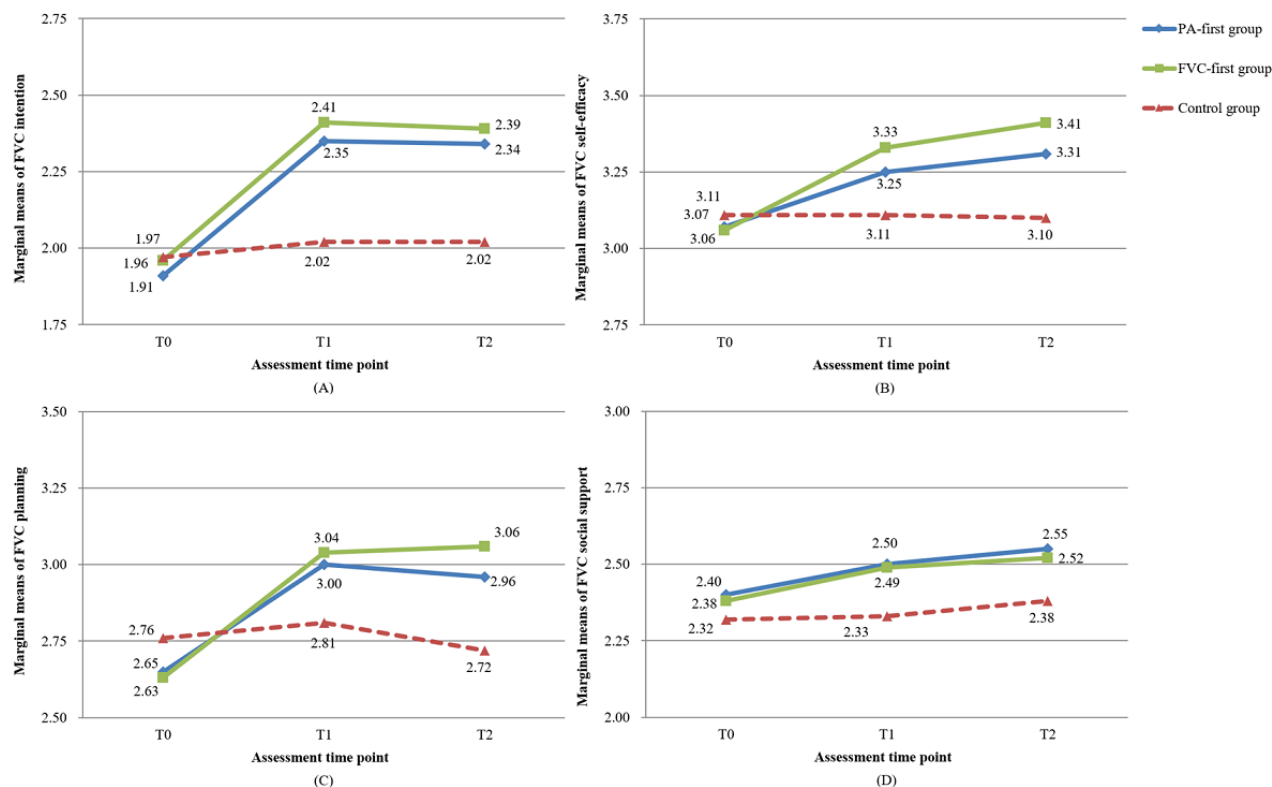 Marginal means of FVC intention
2.75
2.50
2.25
2.00
1.75
1.97
1.96
1.91
2.41
2.35
2.02
2.39
2.34
2.02
T0 T1 T2
Assessment time point
(A)
Marginal means of FVC self-efficacy
3.75
3.50
3.25
3.00
2.75
3.11
3.07
3.06
3.33
3.25
3.11
3.41
3.31
3.10
T0 T1 T2
Assessment time point
(B)
PA-first group
FVC-first group
Control group
Marginal means of FVC planning
3.50
3.25
3.00
2.75
2.50
2.76
2.65
2.63
3.04
3.00
2.81
3.06
2.96
2.72
T0 T1 T2
Assessment time point
(C)
Marginal means of FVC social support
3.00
2.75
2.50
2.25
2.00
2.40
2.38
2.32
2.50
2.49
2.33
2.55
2.52
2.38
T0 T1 T2
Assessment time point
(D)